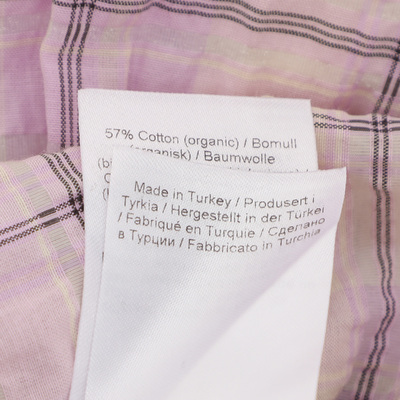 57% Cotton (organic) / Bomull
organisk) / Baumwolle
Made in Turkey / Produsert i
Tyrkia / Hergestellt in der Türkei
/ Fabriqué en Turquie / Сделано
в Турции / Fabbricato in Turchia